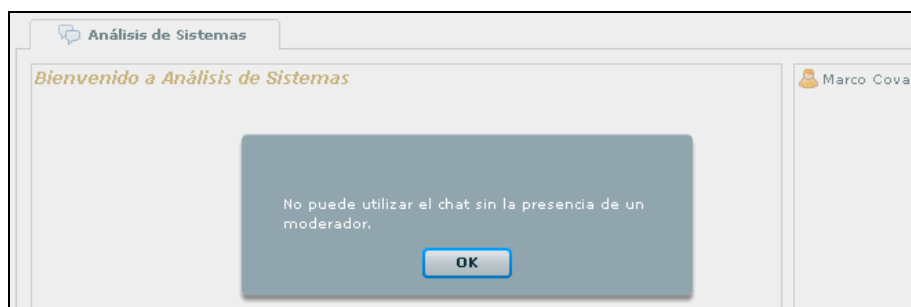 Análisis de Sistemas
Bienvenido a Análisis de Sistemas
Marco Cova
No puede utilizar el chat sin la presencia de un
moderador.
OK